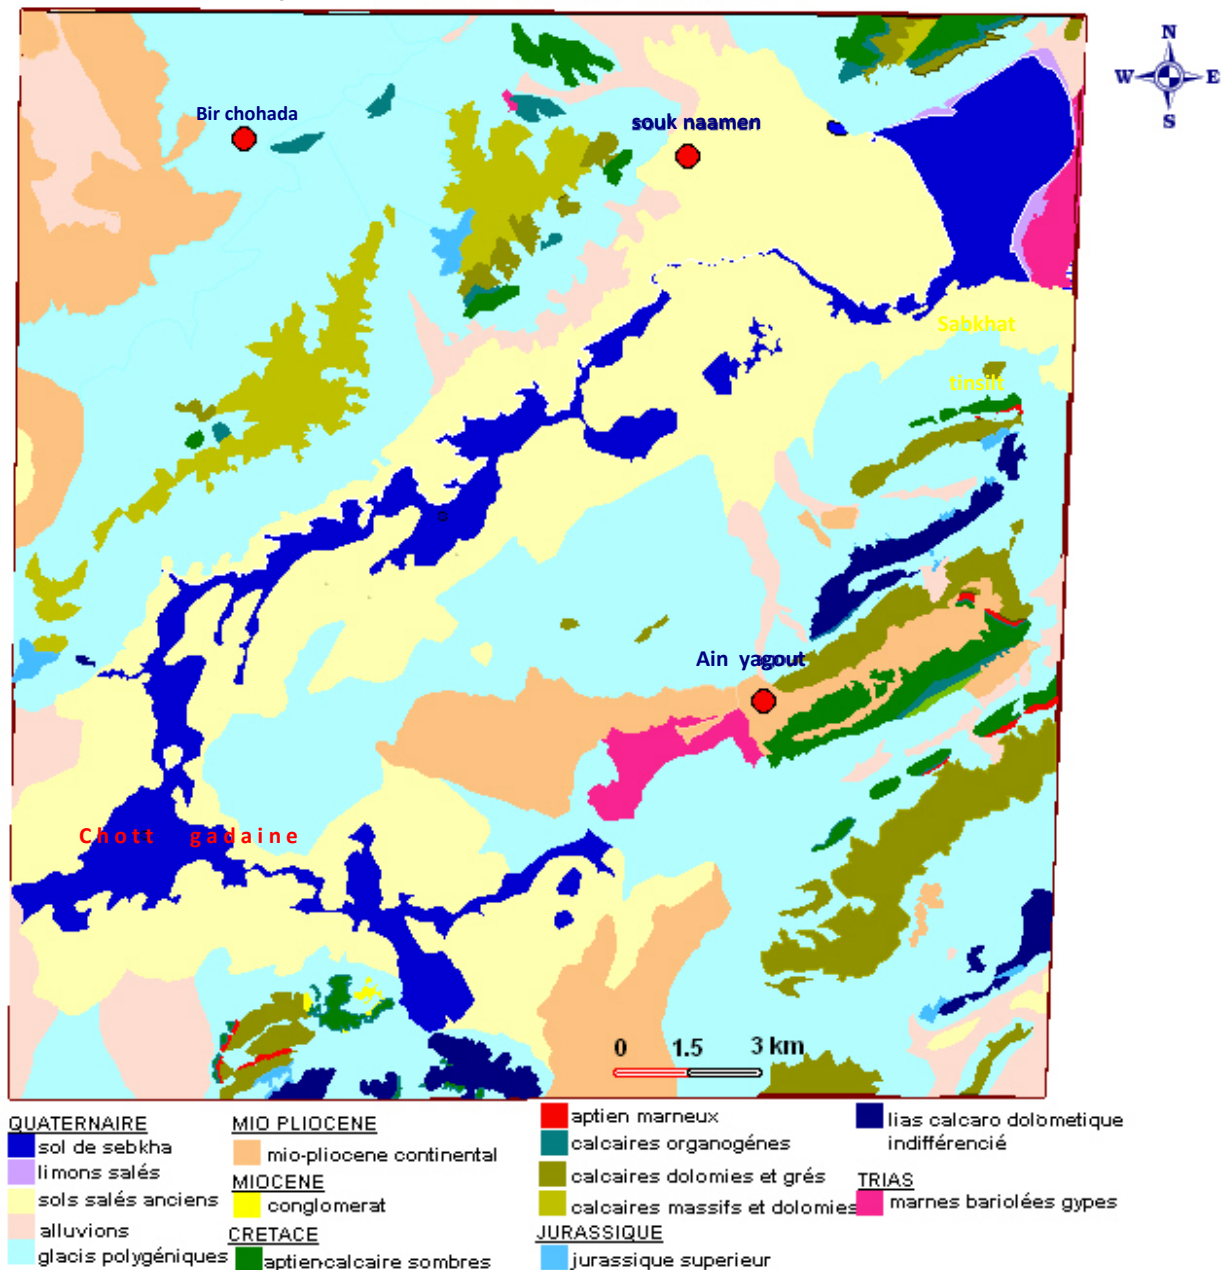 N
W E
S
Bir chohada
souk naamen
Sabkhat
tinsilt
Ain yagout
Chott gadaine
0 1.5 3 km
QUATERNAIRE
sol de sebkha
limons salés
sols salés anciens
alluvions
glacis polygéniques
MIO PLIOCENE
mio-pliocene continental
MIOCENE
conglomerat
CRETACE
aptien-calcaire sombres
aptien marneux
calcaires organogénes
calcaires dolomies et grés
calcaires massifs et dolomies
JURASSIQUE
jurassique superieur
lias calcaro dolometique
indifférencié
TRIAS
marnes bariolées gypes